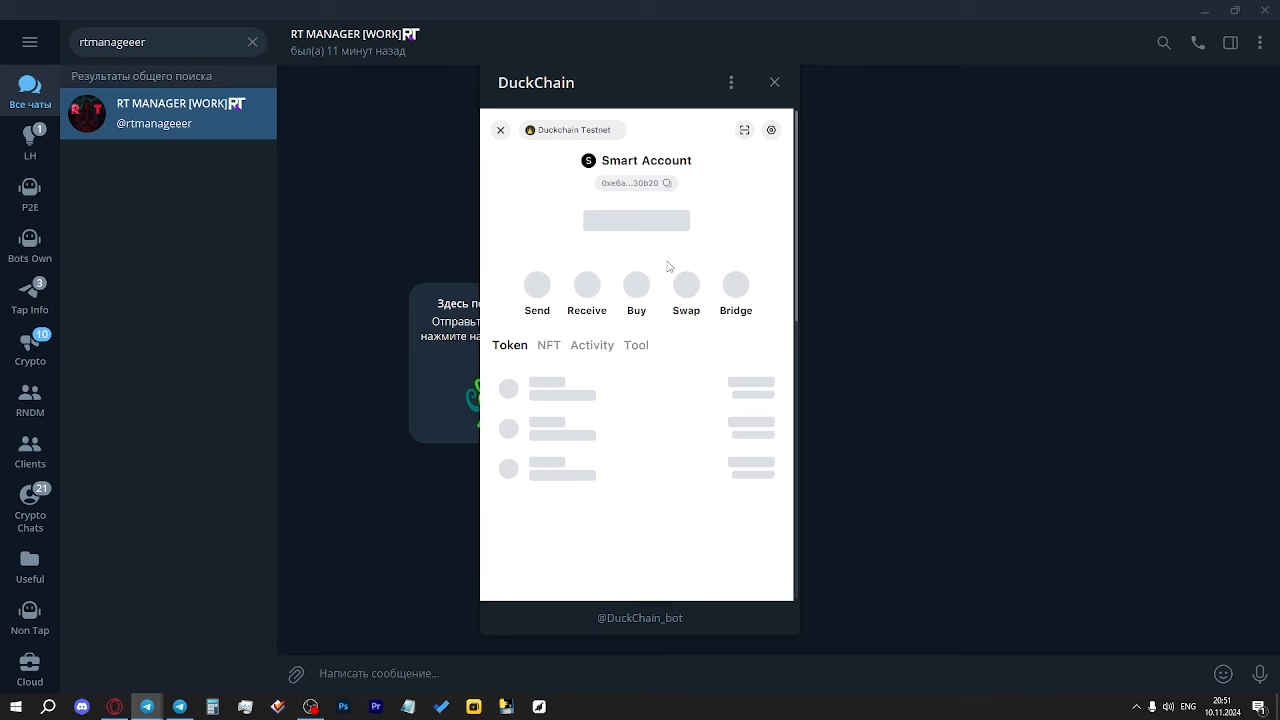 rtmanageeer
Результаты общего поиска
RT MANAGER [WORK]RT
@rtmanageeer
RT MANAGER [WORK]RT
был(а) 11 минут назад
Все чаты
1
LH
P2E
Bots Own
3
Tap Info
10
Crypto
RNDM
Clients
21
Crypto
Chats
Useful
Non Tap
Cloud
Здесь по
Отправьт
нажмите на
DuckChain
Duckchain Testnet
S Smart Account
0xe6a...30b20
Send Receive Buy Swap Bridge
Token NFT Activity Tool
@DuckChain_bot
Написать сообщение...
Ps
Pr
ENG
20:51
10.11.2024